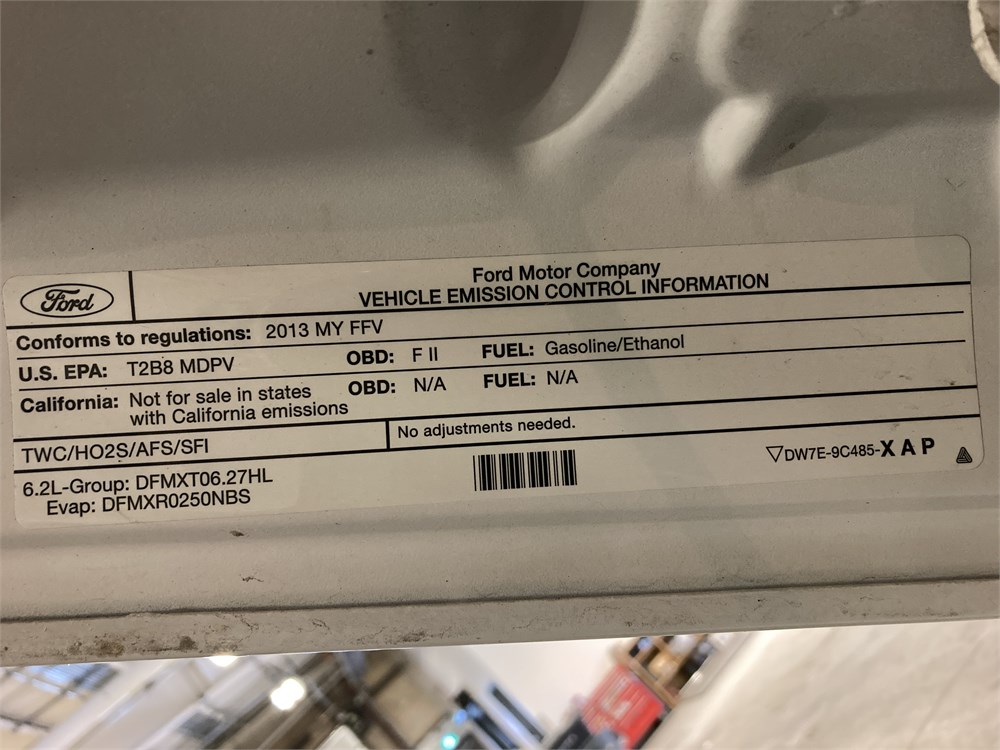 Ford
Ford Motor Company
VEHICLE EMISSION CONTROL INFORMATION
Conforms to regulations: 2013 MY FFV
U.S. EPA: T2B8 MDPV OBD: F II FUEL: Gasoline/Ethanol
California: Not for sale in states with California emissions OBD: N/A FUEL: N/A
TWC/HO2S/AFS/SFI
No adjustments needed.
6.2L-Group: DFMXT06.27HL
Evap: DFMXR0250NBS
▽DW7E-9C485-XAP